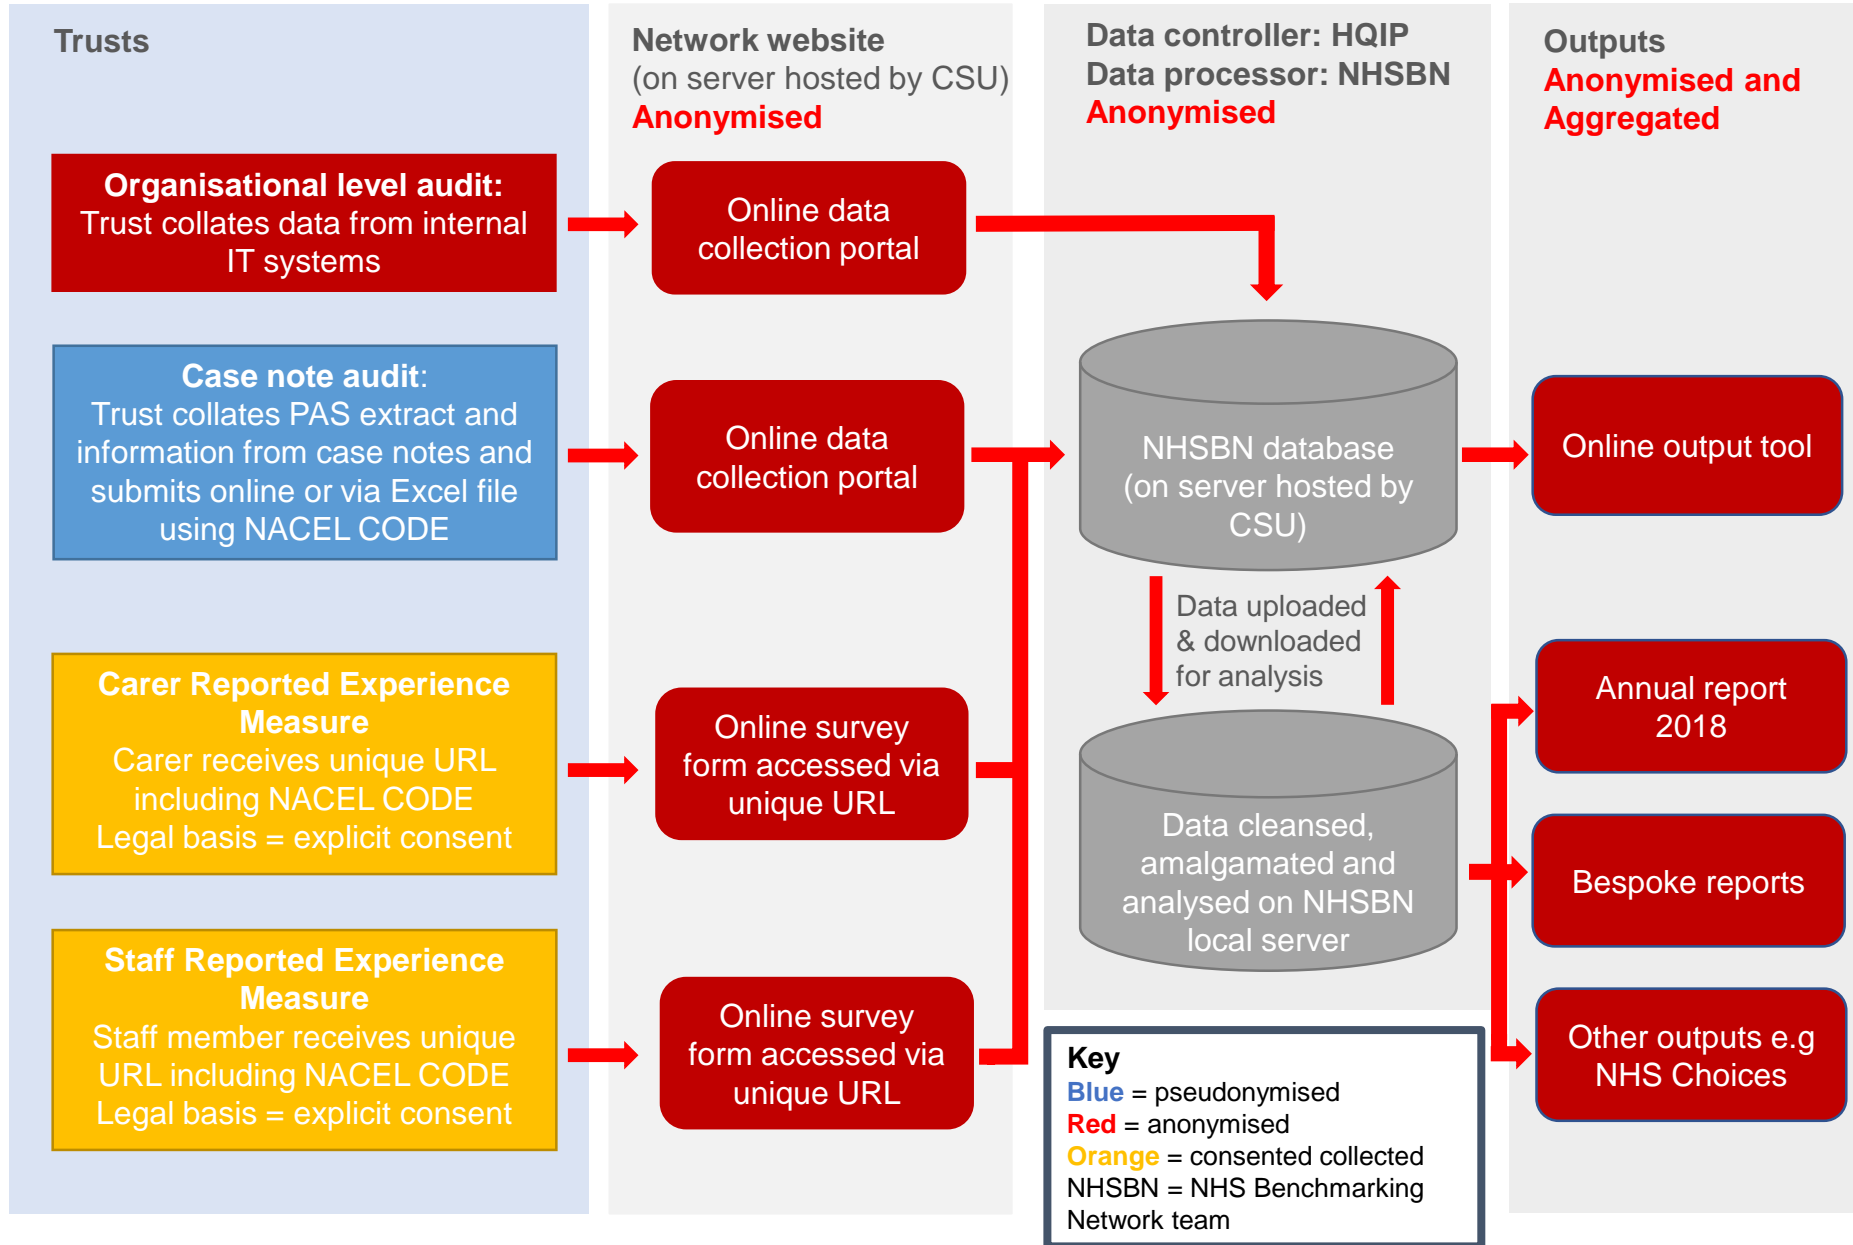 Trusts
Organisational level audit:
Trust collates data from internal
IT systems
Case note audit:
Trust collates PAS extract and
information from case notes and
submits online or via Excel file
using NACEL CODE
Carer Reported Experience
Measure
Carer receives unique URL
including NACEL CODE
Legal basis = explicit consent
Staff Reported Experience
Measure
Staff member receives unique
URL including NACEL CODE
Legal basis = explicit consent
Network website
(on server hosted by CSU)
Anonymised
Online data
collection portal
Online data
collection portal
Online survey
form accessed via
unique URL
Online survey
form accessed via
unique URL
Data controller: HQIP
Data processor: NHSBN
Anonymised
NHSBN database
(on server hosted by
CSU)
Data uploaded
& downloaded
for analysis
Data cleansed,
amalgamated and
analysed on NHSBN
local server
Key
Blue = pseudonymised
Red = anonymised
Orange = consented collected
NHSBN = NHS Benchmarking
Network team
Outputs
Anonymised and
Aggregated
Online output tool
Annual report
2018
Bespoke reports
Other outputs e.g
NHS Choices